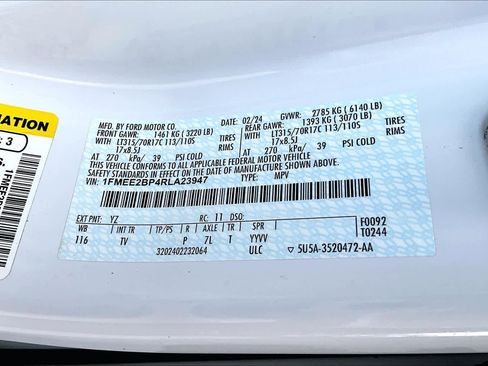 MATION
: 3
MFD. BY FORD MOTOR CO.
02/24 GVWR: 2785 KG ( 6140 LB)
FRONT GAWR: 1461 KG ( 3220 LB)
REAR GAWR: 1393 KG ( 3070 LB)
LT315/70R17C 113/110S TIRES
LT315/70R17C 113/110S TIRES
17x8.5J RIMS
17x8.5J RIMS
AT 270 kPa/ 39 PSI COLD
AT 270 kPa/ 39 PSI COLD
THIS VEHICLE CONFORMS TO ALL APPLICABLE FEDERAL MOTOR VEHICLE
SAFETY STANDARDS IN EFFECT ON THE DATE OF MANUFACTURE SHOWN ABOVE.
VIN: 1FMEE2BP4RLA23947
TYPE: MPV
EXT PNT: YZ RC: 11 DSO: F0092
WB INT TR TP/PS R AXLE TR SPR T0244
116 TV P 7L T YYVV
3202402232064 ULC 5U5A-3520472-AA